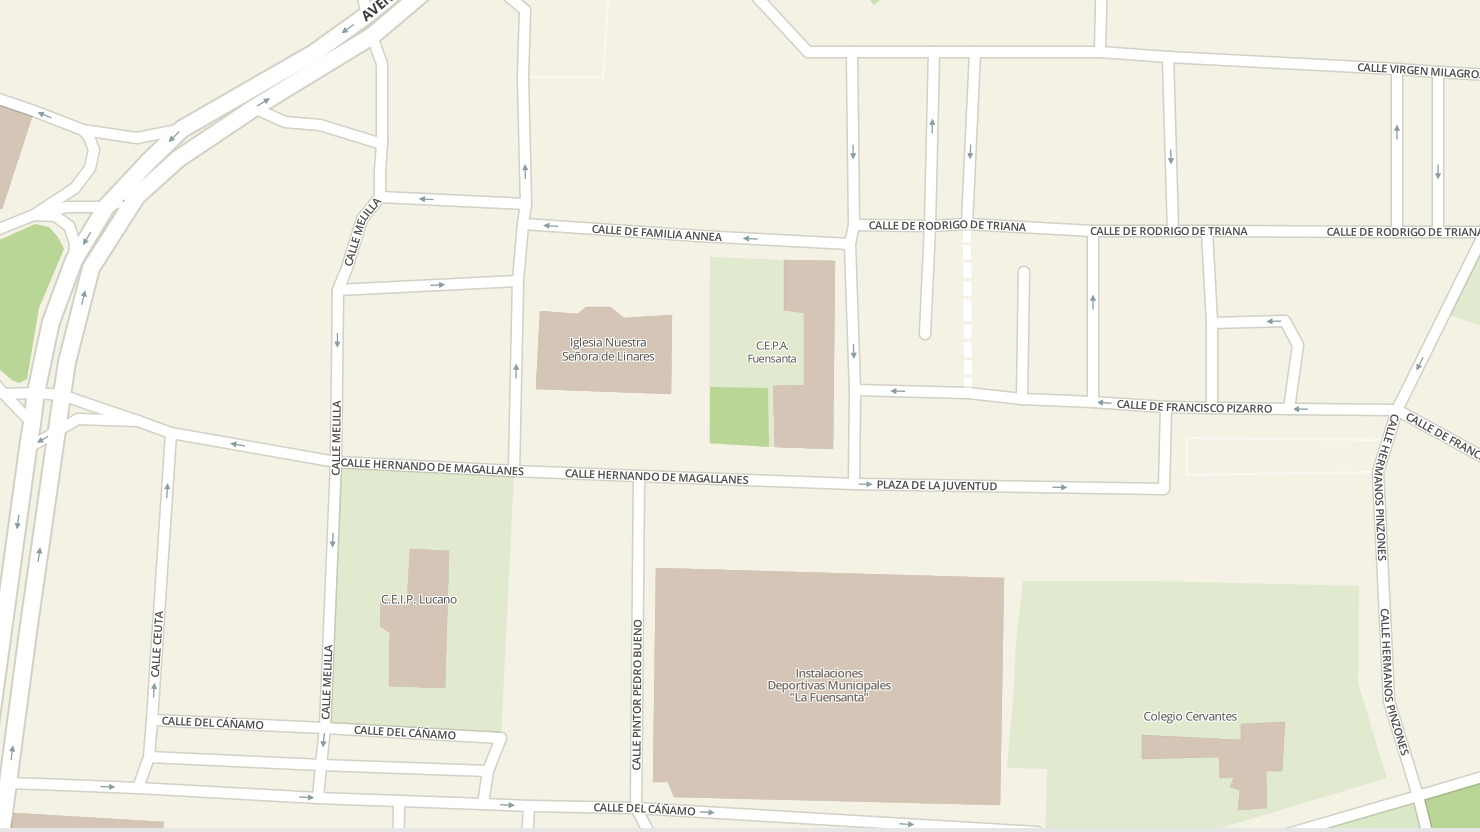 AVEN
CALLE VIRGEN MILAGRO
CALLE MELILLA
CALLE DE FAMILIA ANNEA
CALLE DE RODRIGO DE TRIANA
CALLE DE RODRIGO DE TRIANA
CALLE DE RODRIGO DE TRIANA
Iglesia Nuestra
Señora de Linares
C.E.P.A.
Fuensanta
CALLE DE FRANCISCO PIZARRO
CALLE DE FRANC
CALLE MELILLA
CALLE HERNANDO DE MAGALLANES
CALLE HERNANDO DE MAGALLANES
PLAZA DE LA JUVENTUD
CALLE HERMANOS PINZONES
C.E.I.P. Lucano
CALLE CEUTA
CALLE MELILLA
CALLE PINTOR PEDRO BUENO
Instalaciones
Deportivas Municipales
"La Fuensanta"
CALLE HERMANOS PINZONES
Colegio Cervantes
CALLE DEL CÁÑAMO
CALLE DEL CÁÑAMO
CALLE DEL CÁÑAMO